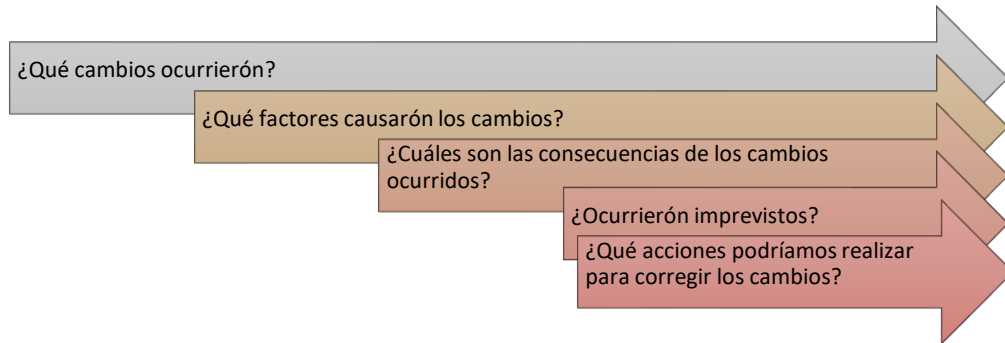 ¿Qué cambios ocurrierón?
¿Qué factores causarón los cambios?
¿Cuáles son las consecuencias de los cambios
ocurridos?
¿Ocurrierón imprevistos?
¿Qué acciones podríamos realizar
para corregir los cambios?